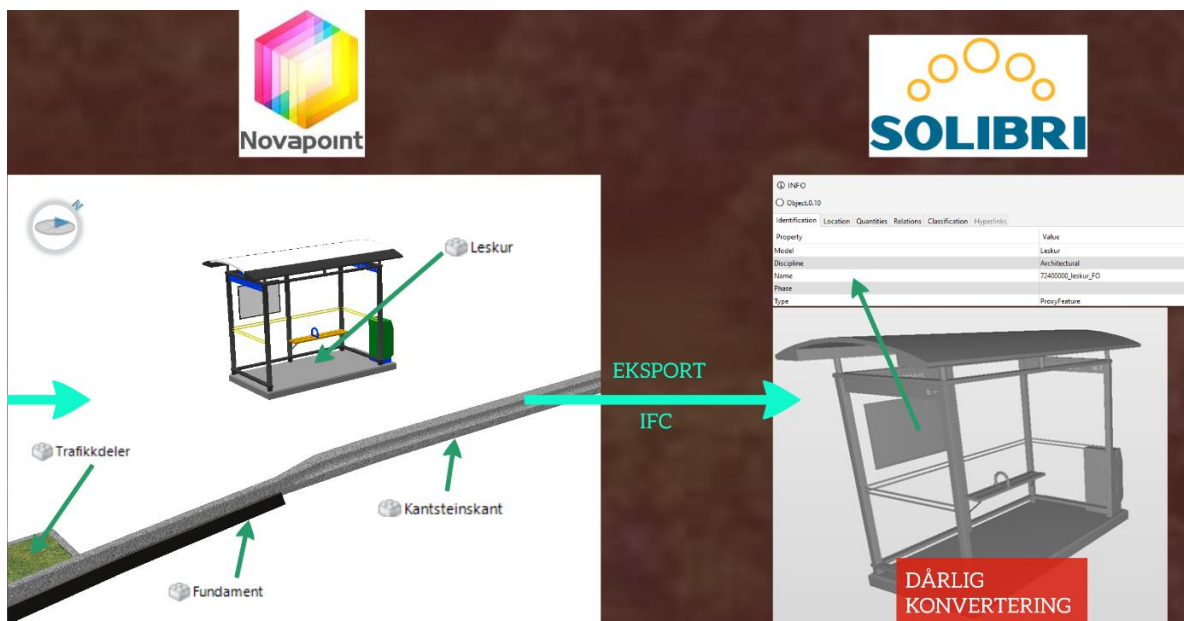 Novapoint
SOLIBRI
N
Leskur
Trafikkdeler
Kantsteinskant
Fundament
EKSPORT
IFC
INFO
Object.0.10
Identification Location Quantities Relations Classification Hyperlinks
Property Value
Model Leskur
Discipline Architectural
Name 72400000_leskur_FO
Phase
Type ProxyFeature
DÅRLIG
KONVERTERING